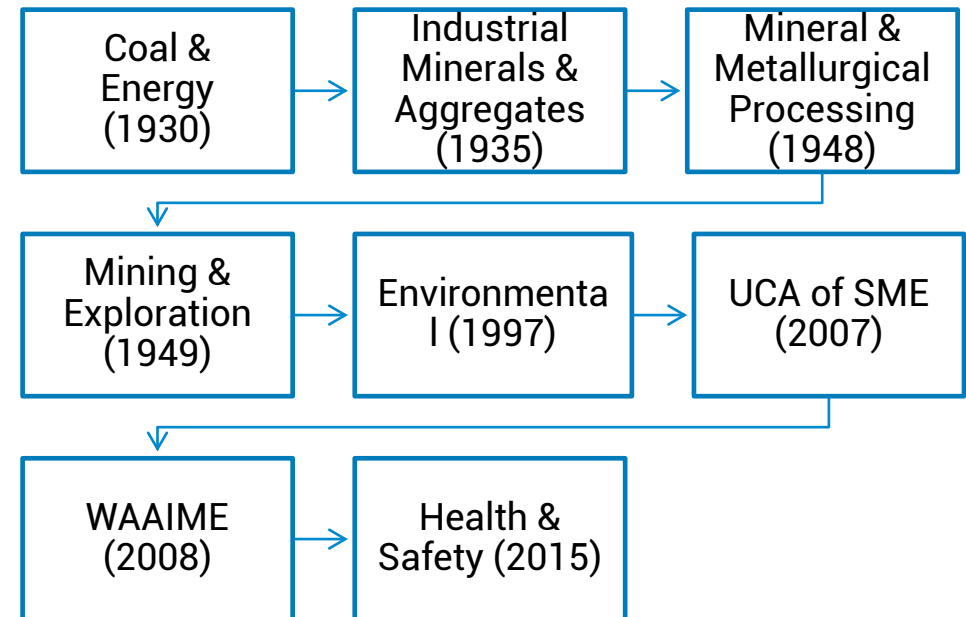 Coal &
Energy
(1930)
Industrial
Minerals &
Aggregates
(1935)
Mineral &
Metallurgical
Processing
(1948)
Mining &
Exploration
(1949)
Environmenta
l (1997)
UCA of SME
(2007)
WAAIME
(2008)
Health &
Safety (2015)